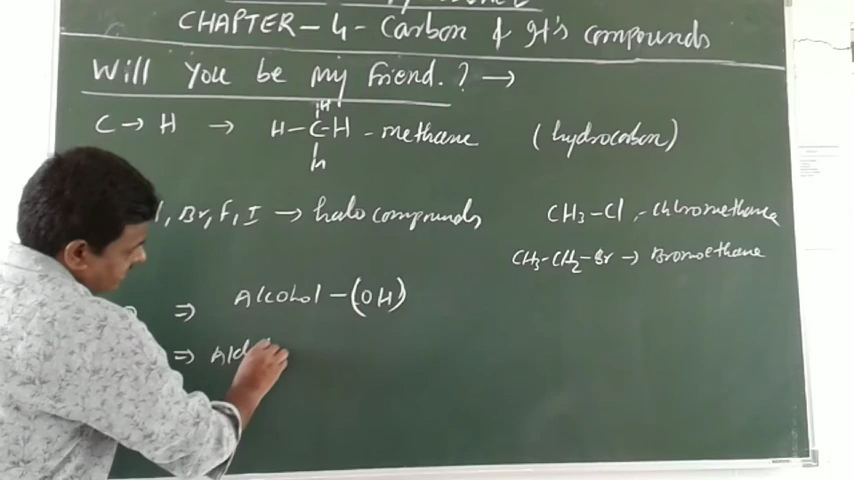 CHAPTER - 4 - Carbon & It's compounds
Will You be my friend.? →
H
C → H → H-C-H - methane (hydrocarbon)
H
, Br, F, I → halo compounds CH3-Cl - Chloromethane
CH3-CH2-Br → Bromoethane
⇒ Alcohol - (OH)
⇒ Ald